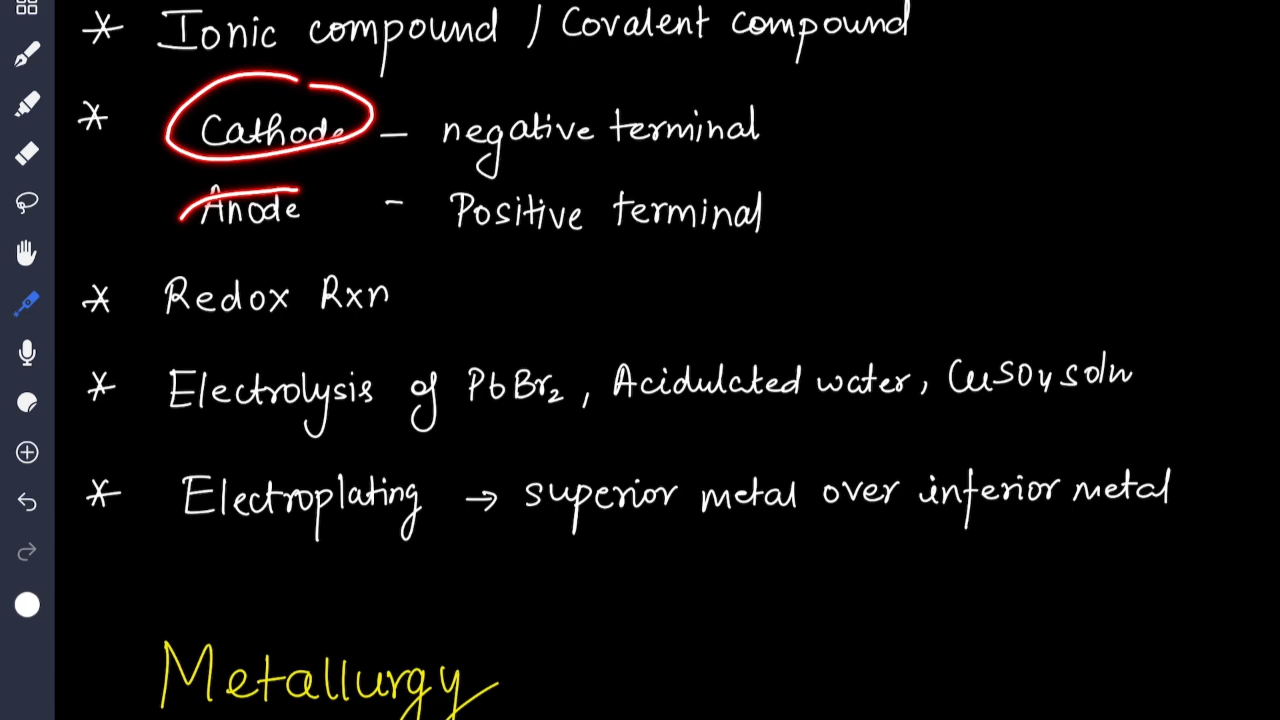 * Ionic compound / Covalent compound
* Cathode - negative terminal
Anode - Positive terminal
* Redox Rxn
* Electrolysis of PbBr₂, Acidulated water, CuSO4 soln
* Electroplating → superior metal over inferior metal
Metallurgy